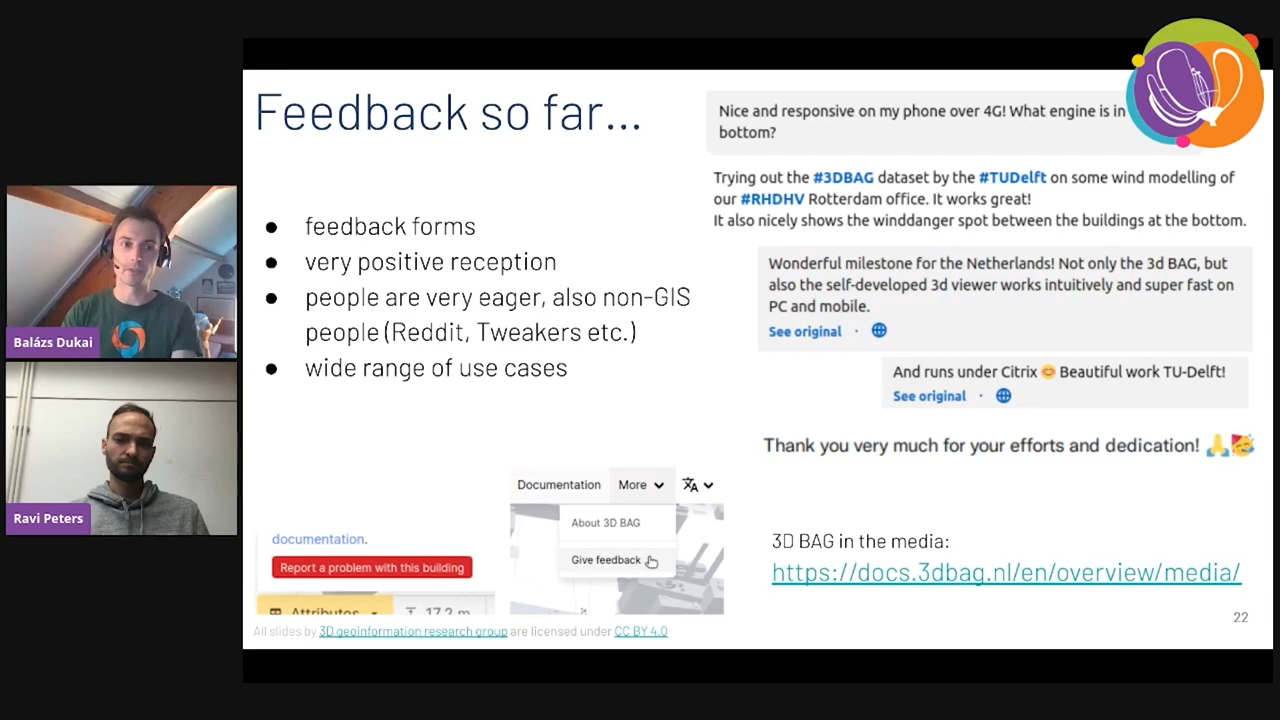 Feedback so far...
● feedback forms
● very positive reception
● people are very eager, also non-GIS
people (Reddit, Tweakers etc.)
● wide range of use cases
Nice and responsive on my phone over 4G! What engine is in
bottom?
Trying out the #3DBAG dataset by the #TUDelft on some wind modelling of
our #RHDHV Rotterdam office. It works great!
It also nicely shows the winddanger spot between the buildings at the bottom.
Wonderful milestone for the Netherlands! Not only the 3d BAG, but
also the self-developed 3d viewer works intuitively and super fast on
PC and mobile.
See original ·
And runs under Citrix 😊 Beautiful work TU-Delft!
See original ·
Thank you very much for your efforts and dedication! 🙏🥳
Balázs Dukai
Ravi Peters
documentation.
Report a problem with this building
Attributes 17.2 m
Documentation More
About 3D BAG
Give feedback
3D BAG in the media:
https://docs.3dbag.nl/en/overview/media/
22
All slides by 3D geoinformation research group are licensed under CC BY 4.0